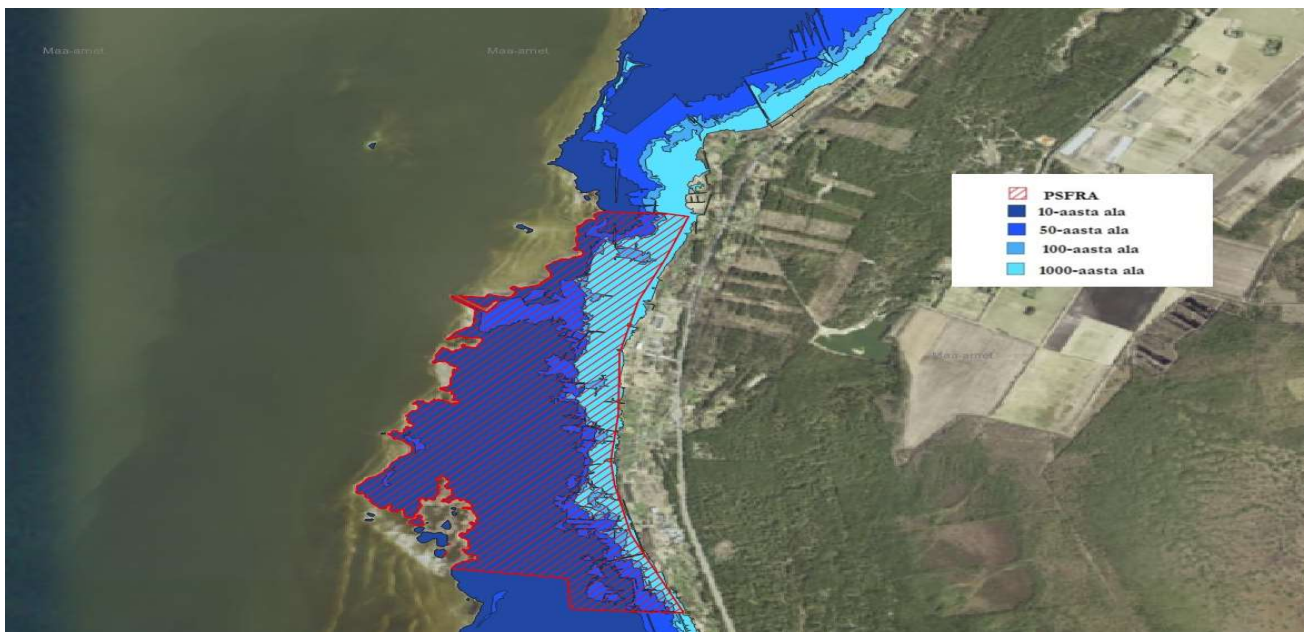 Maa-amet
Maa-amet
PSFRA
10-aasta ala
50-aasta ala
100-aasta ala
1000-aasta ala
Maa-amet